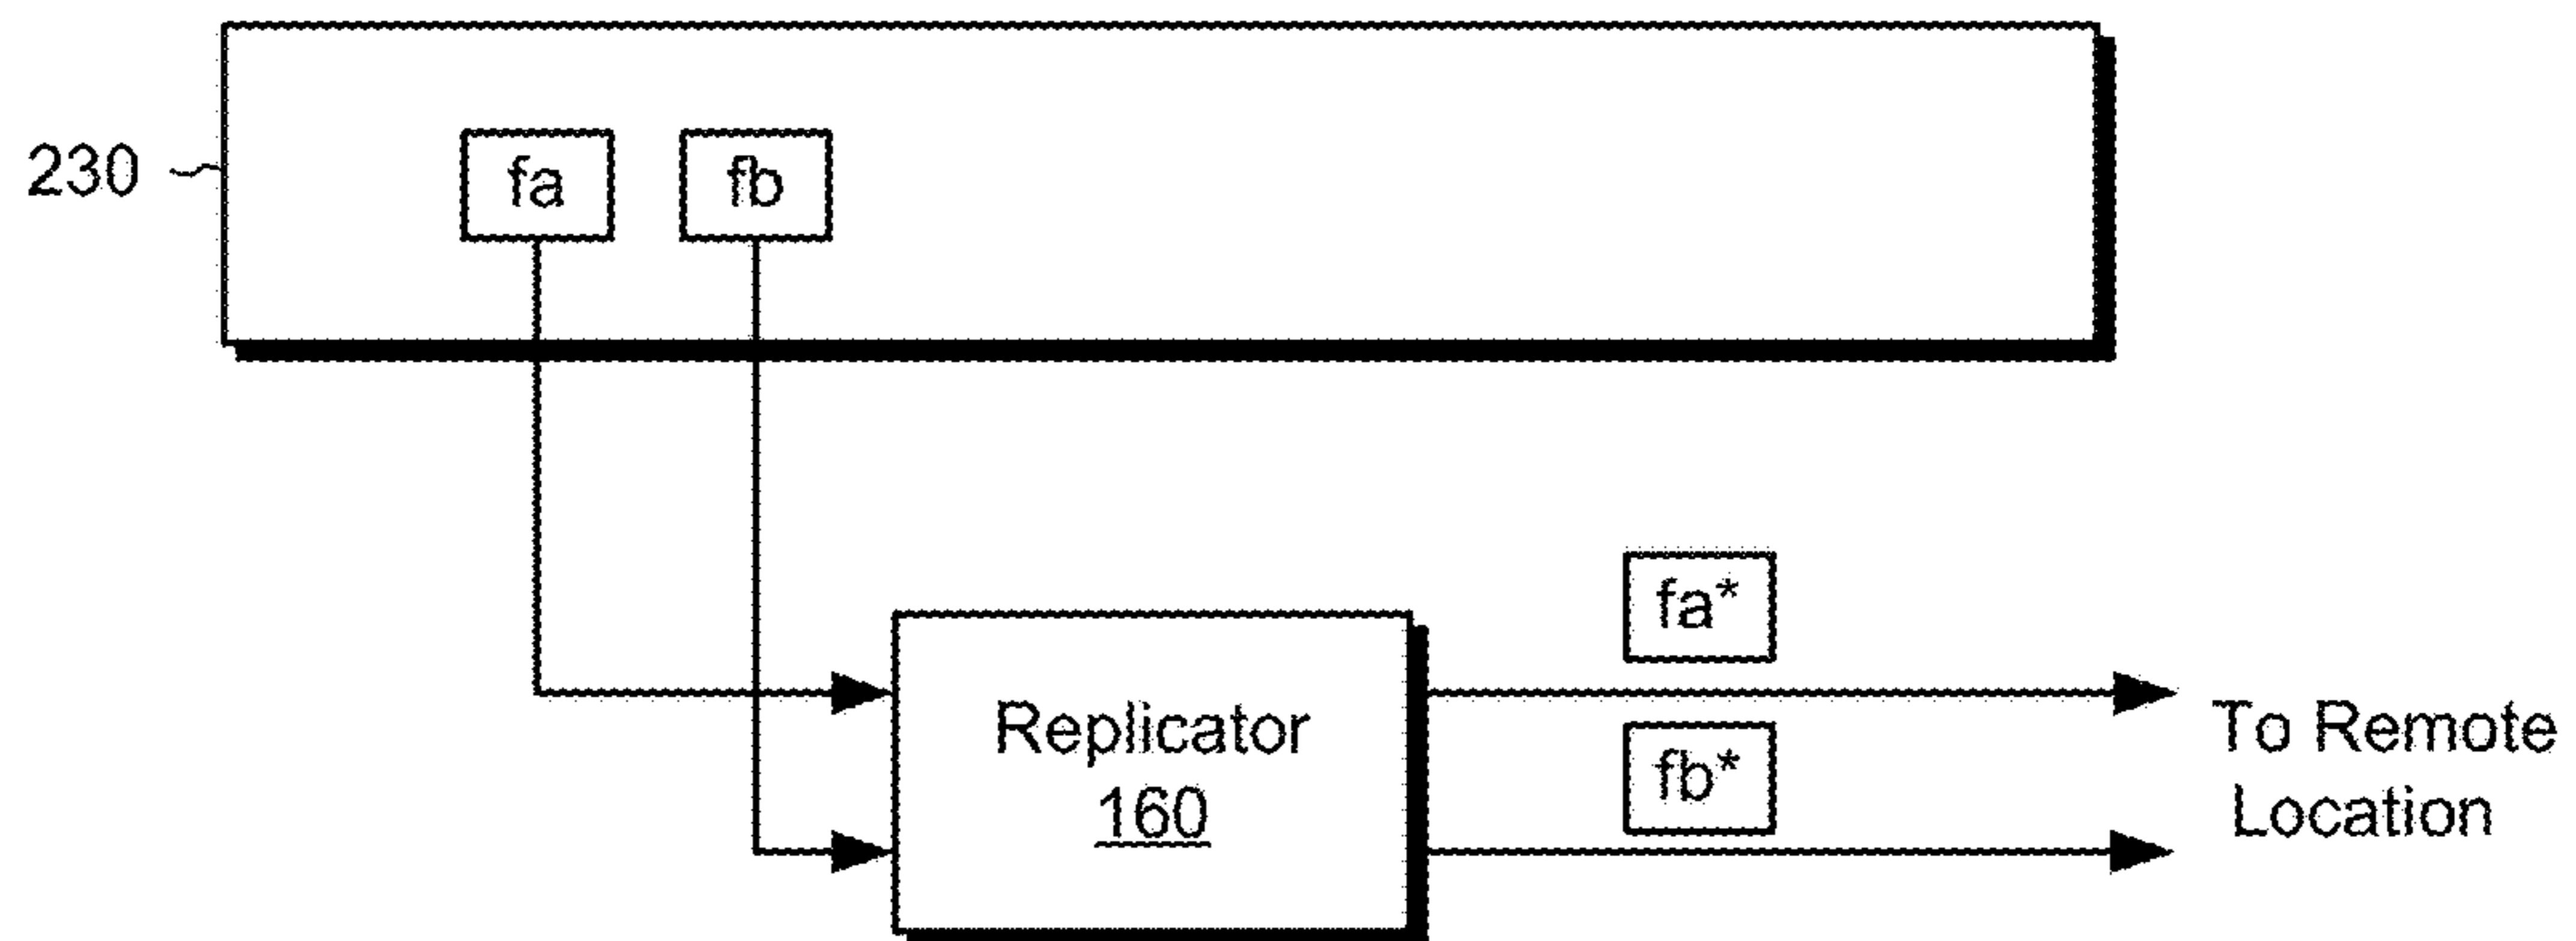 230
fa
fb
fa*
fb*
Replicator
160
To Remote
Location